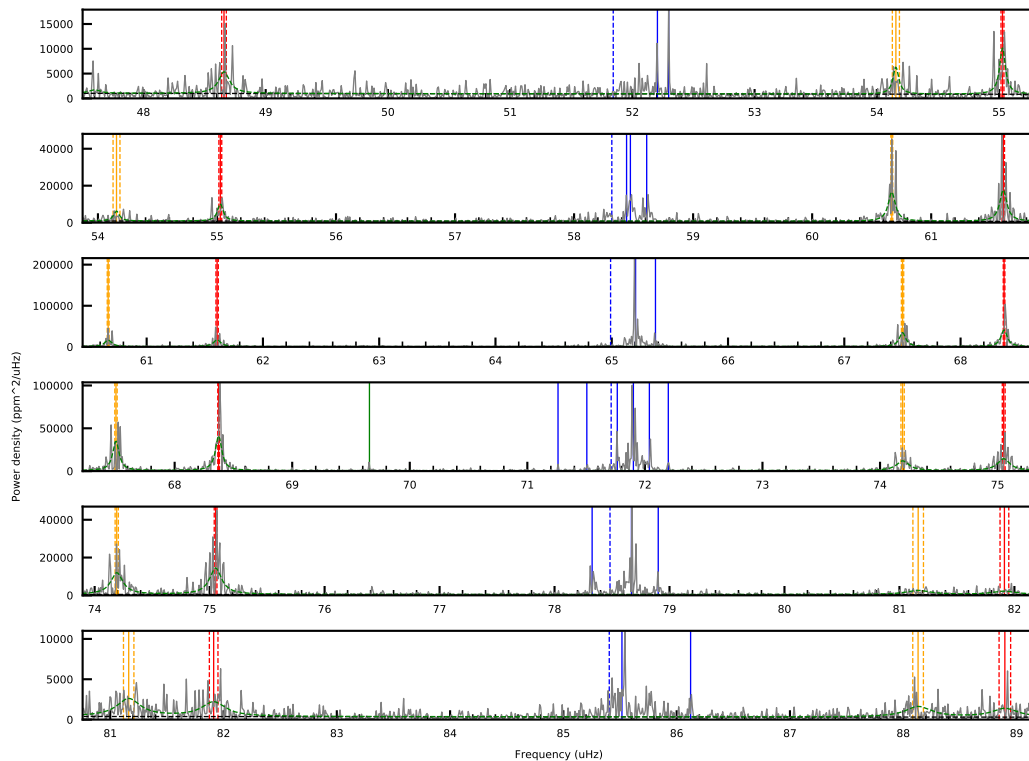 15000
10000
5000
0
48 49 50 51 52 53 54 55
40000
20000
0
54 55 56 57 58 59 60 61
200000
100000
0
61 62 63 64 65 66 67 68
100000
50000
0
68 69 70 71 72 73 74 75
40000
20000
0
74 75 76 77 78 79 80 81 82
10000
5000
0
81 82 83 84 85 86 87 88 89
Power density (ppm^2/uHz)
Frequency (uHz)